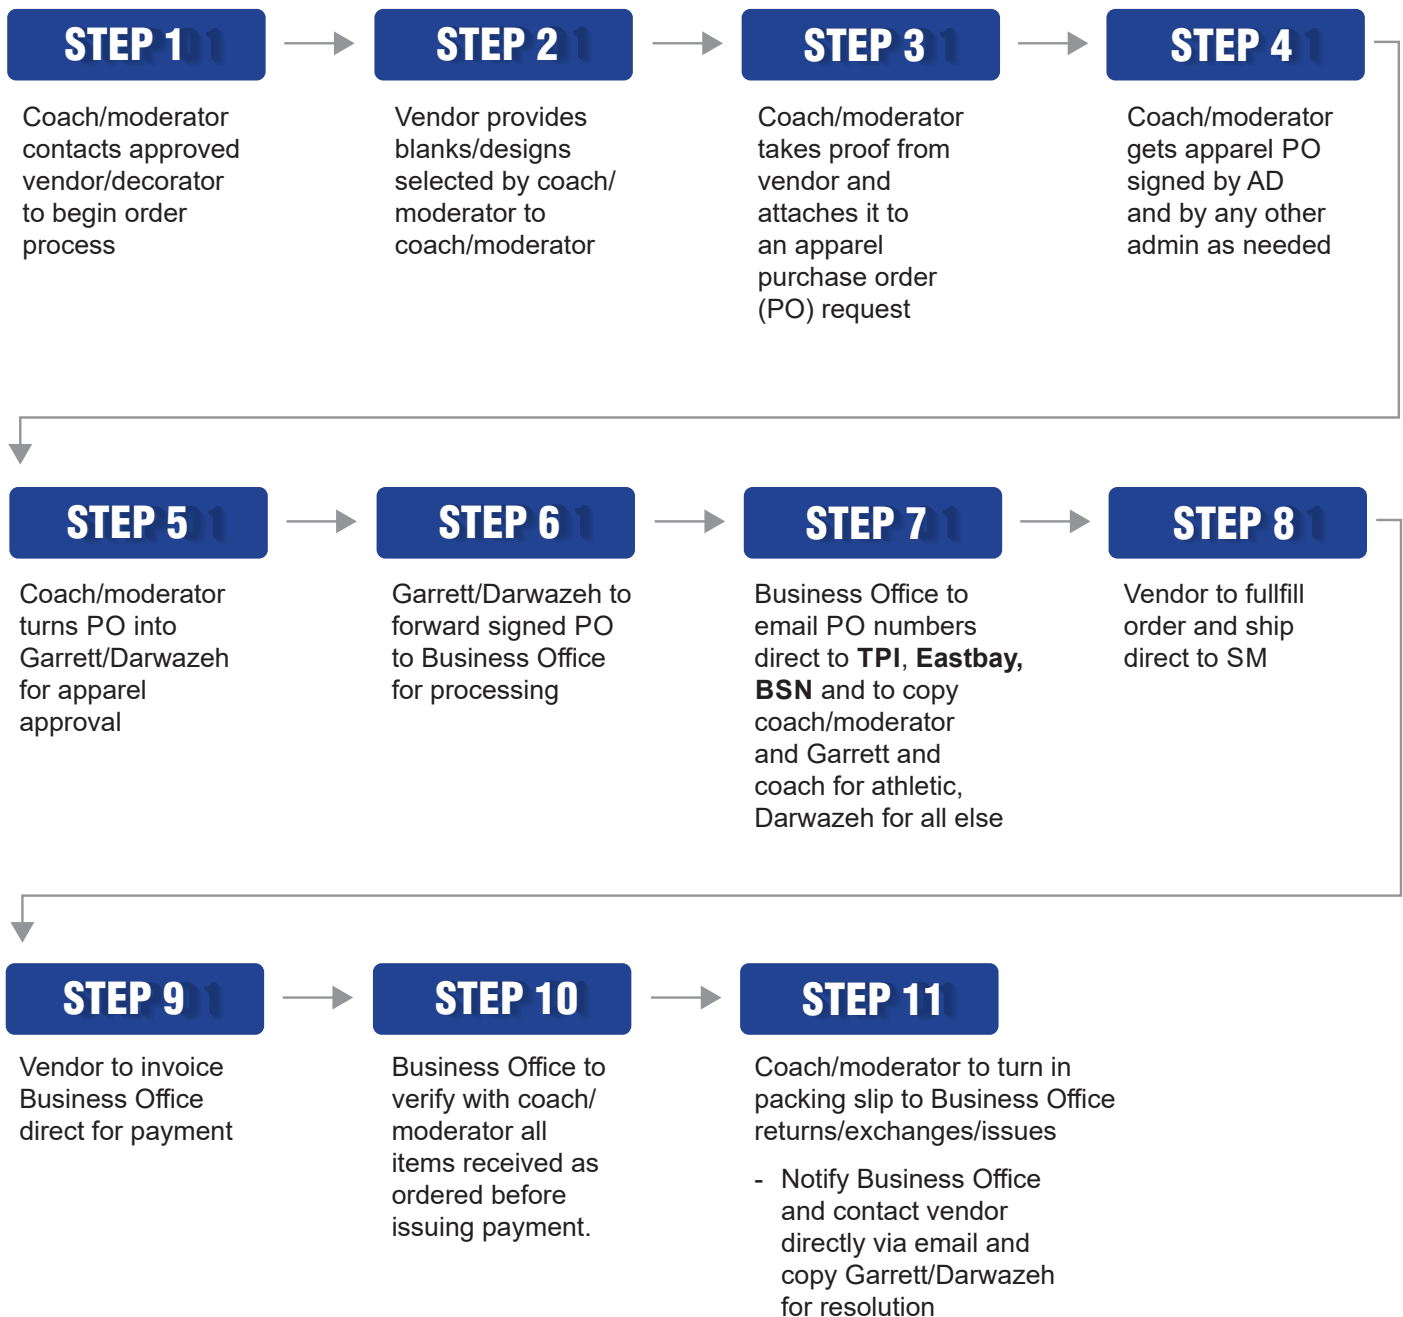 STEP 1
Coach/moderator
contacts approved
vendor/decorator
to begin order
process
STEP 2
Vendor provides
blanks/designs
selected by coach/
moderator to
coach/moderator
STEP 3
Coach/moderator
takes proof from
vendor and
attaches it to
an apparel
purchase order
(PO) request
STEP 4
Coach/moderator
gets apparel PO
signed by AD
and by any other
admin as needed
STEP 5
Coach/moderator
turns PO into
Garrett/Darwazeh
for apparel
approval
STEP 6
Garrett/Darwazeh to
forward signed PO
to Business Office
for processing
STEP 7
Business Office to
email PO numbers
direct to TPI, Eastbay,
BSN and to copy
coach/moderator
and Garrett and
coach for athletic,
Darwazeh for all else
STEP 8
Vendor to fullfill
order and ship
direct to SM
STEP 9
Vendor to invoice
Business Office
direct for payment
STEP 10
Business Office to
verify with coach/
moderator all
items received as
ordered before
issuing payment.
STEP 11
Coach/moderator to turn in
packing slip to Business Office
returns/exchanges/issues
- Notify Business Office
and contact vendor
directly via email and
copy Garrett/Darwazeh
for resolution